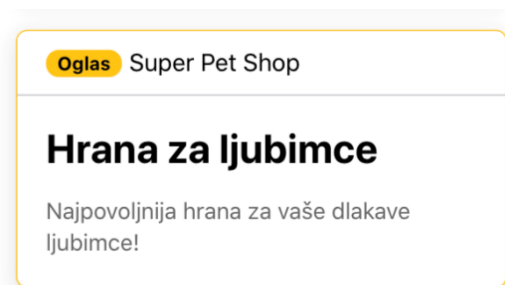 Oglas Super Pet Shop
Hrana za ljubimce
Najpovoljnija hrana za vaše dlakave
ljubimce!